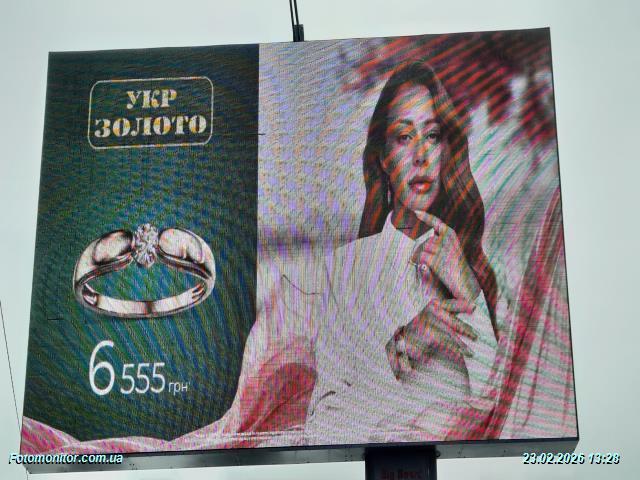 УКР
ЗОЛОТО
6 555 грн
Fotomonitor.com.ua
23.02.2026 13:28